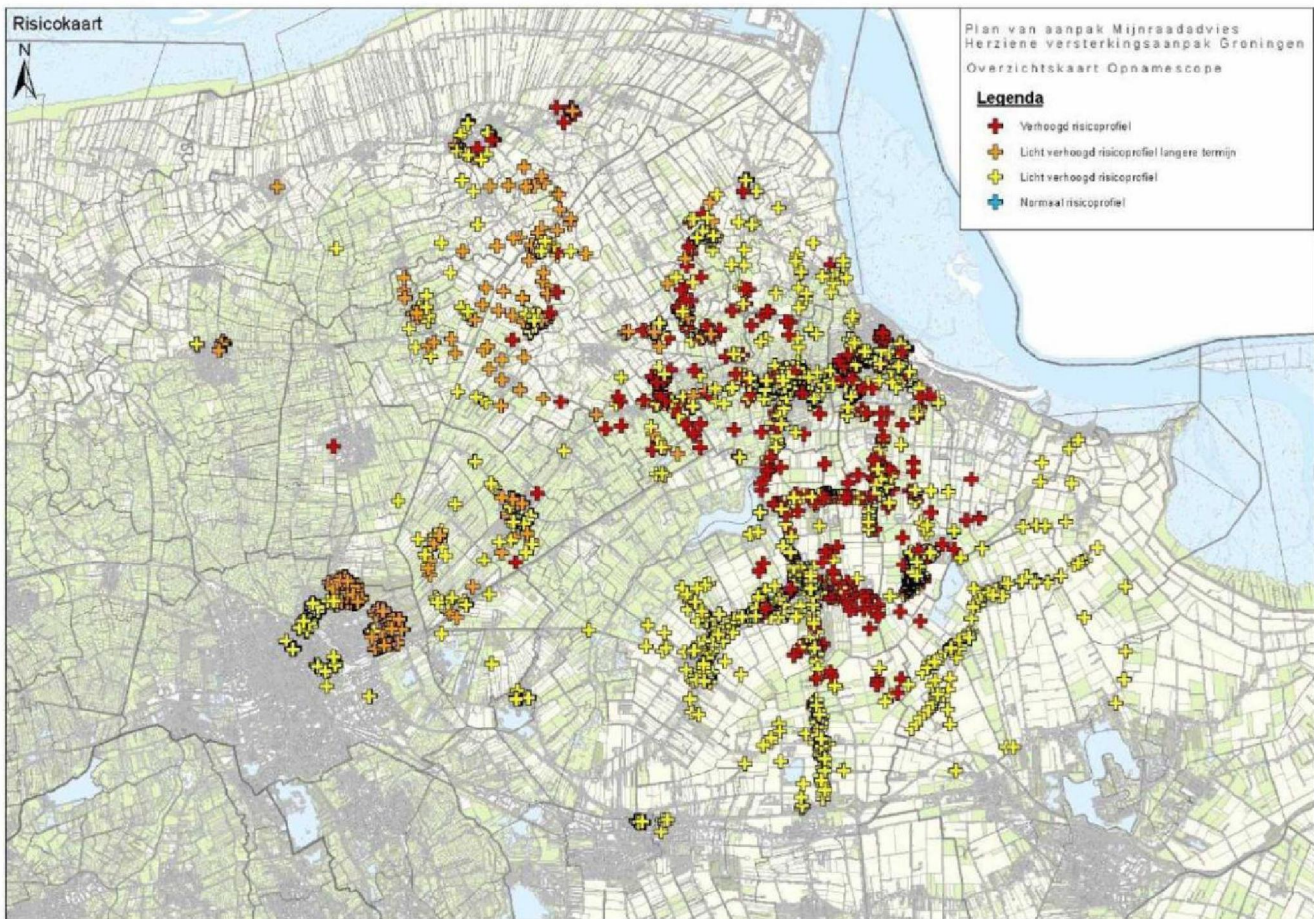 Risicokaart
N
Plan van aanpak Mijnraadadvies
Herziene versterkingsaanpak Groningen
Overzichtskaart Opnamescope
Legenda
Verhoogd risicoprofiel
Licht verhoogd risicoprofiel langere termijn
Licht verhoogd risicoprofiel
Normaal risicoprofiel